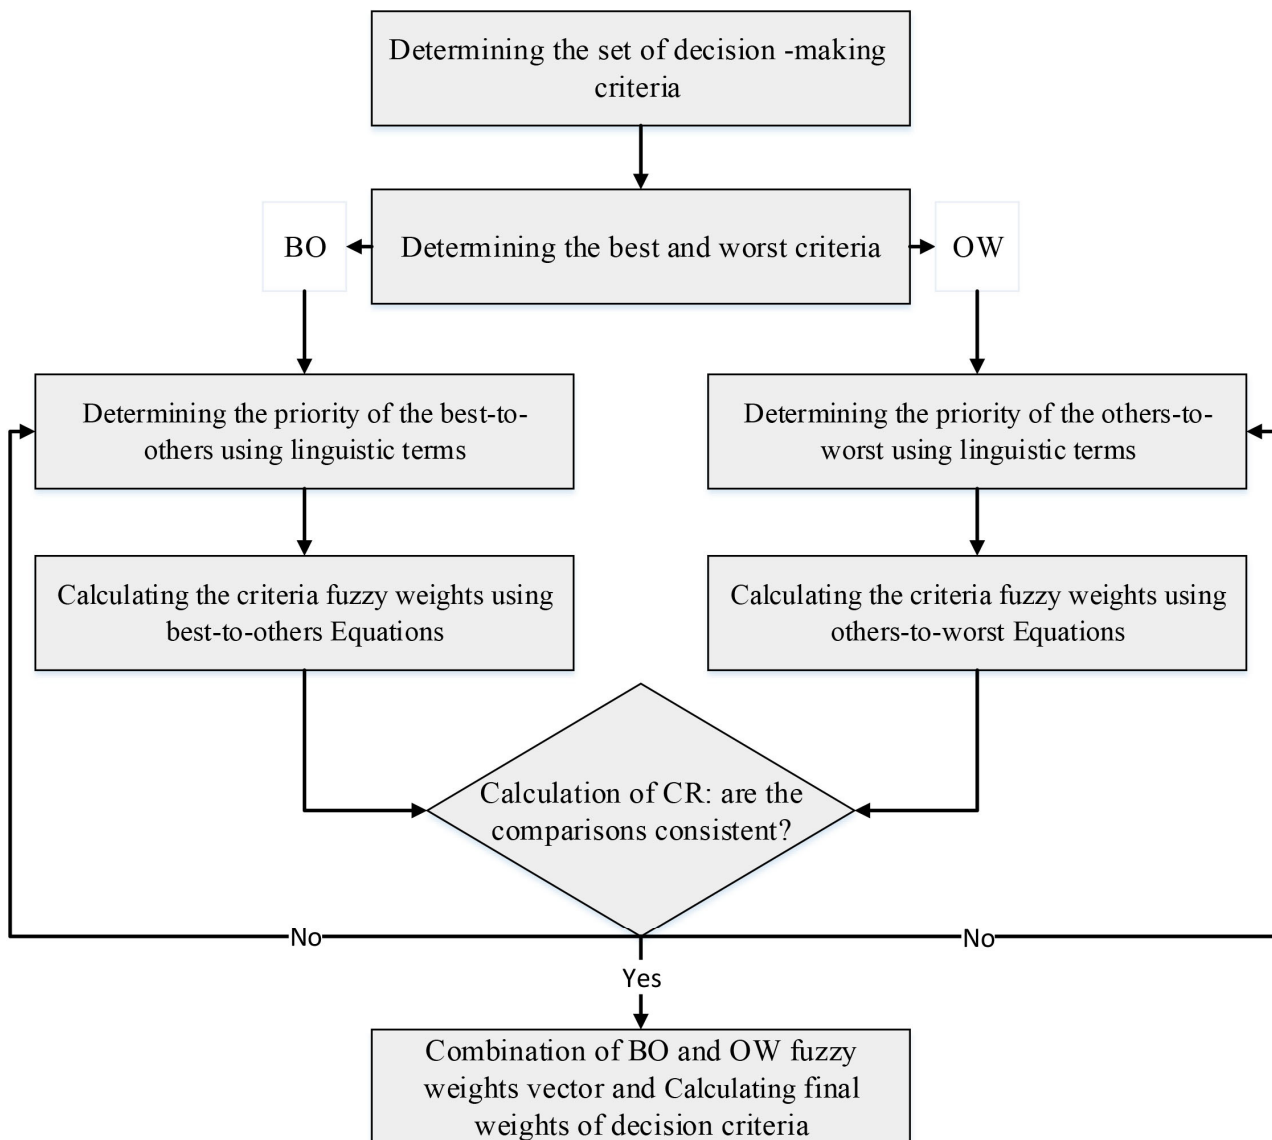 Determining the set of decision -making
criteria
BO
Determining the best and worst criteria
OW
Determining the priority of the best-to-
others using linguistic terms
Determining the priority of the others-to-
worst using linguistic terms
Calculating the criteria fuzzy weights using
best-to-others Equations
Calculating the criteria fuzzy weights using
others-to-worst Equations
Calculation of CR: are the
comparisons consistent?
No
No
Yes
Combination of BO and OW fuzzy
weights vector and Calculating final
weights of decision criteria